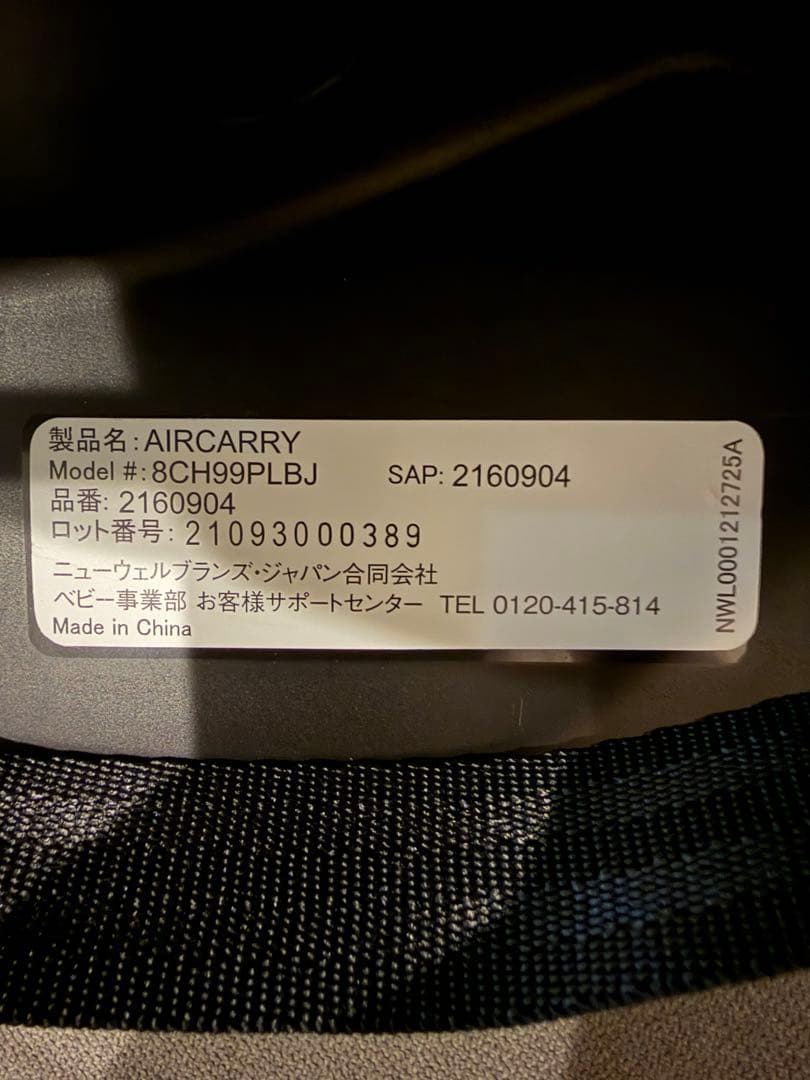 製品名:AIRCARRY
Model #:8CH99PLBJ SAP: 2160904
品番: 2160904
ロット番号: 21093000389
ニューウェルブランズ・ジャパン合同会社
ベビー事業部 お客様サポートセンター TEL 0120-415-814
Made in China
NWL0001212725A